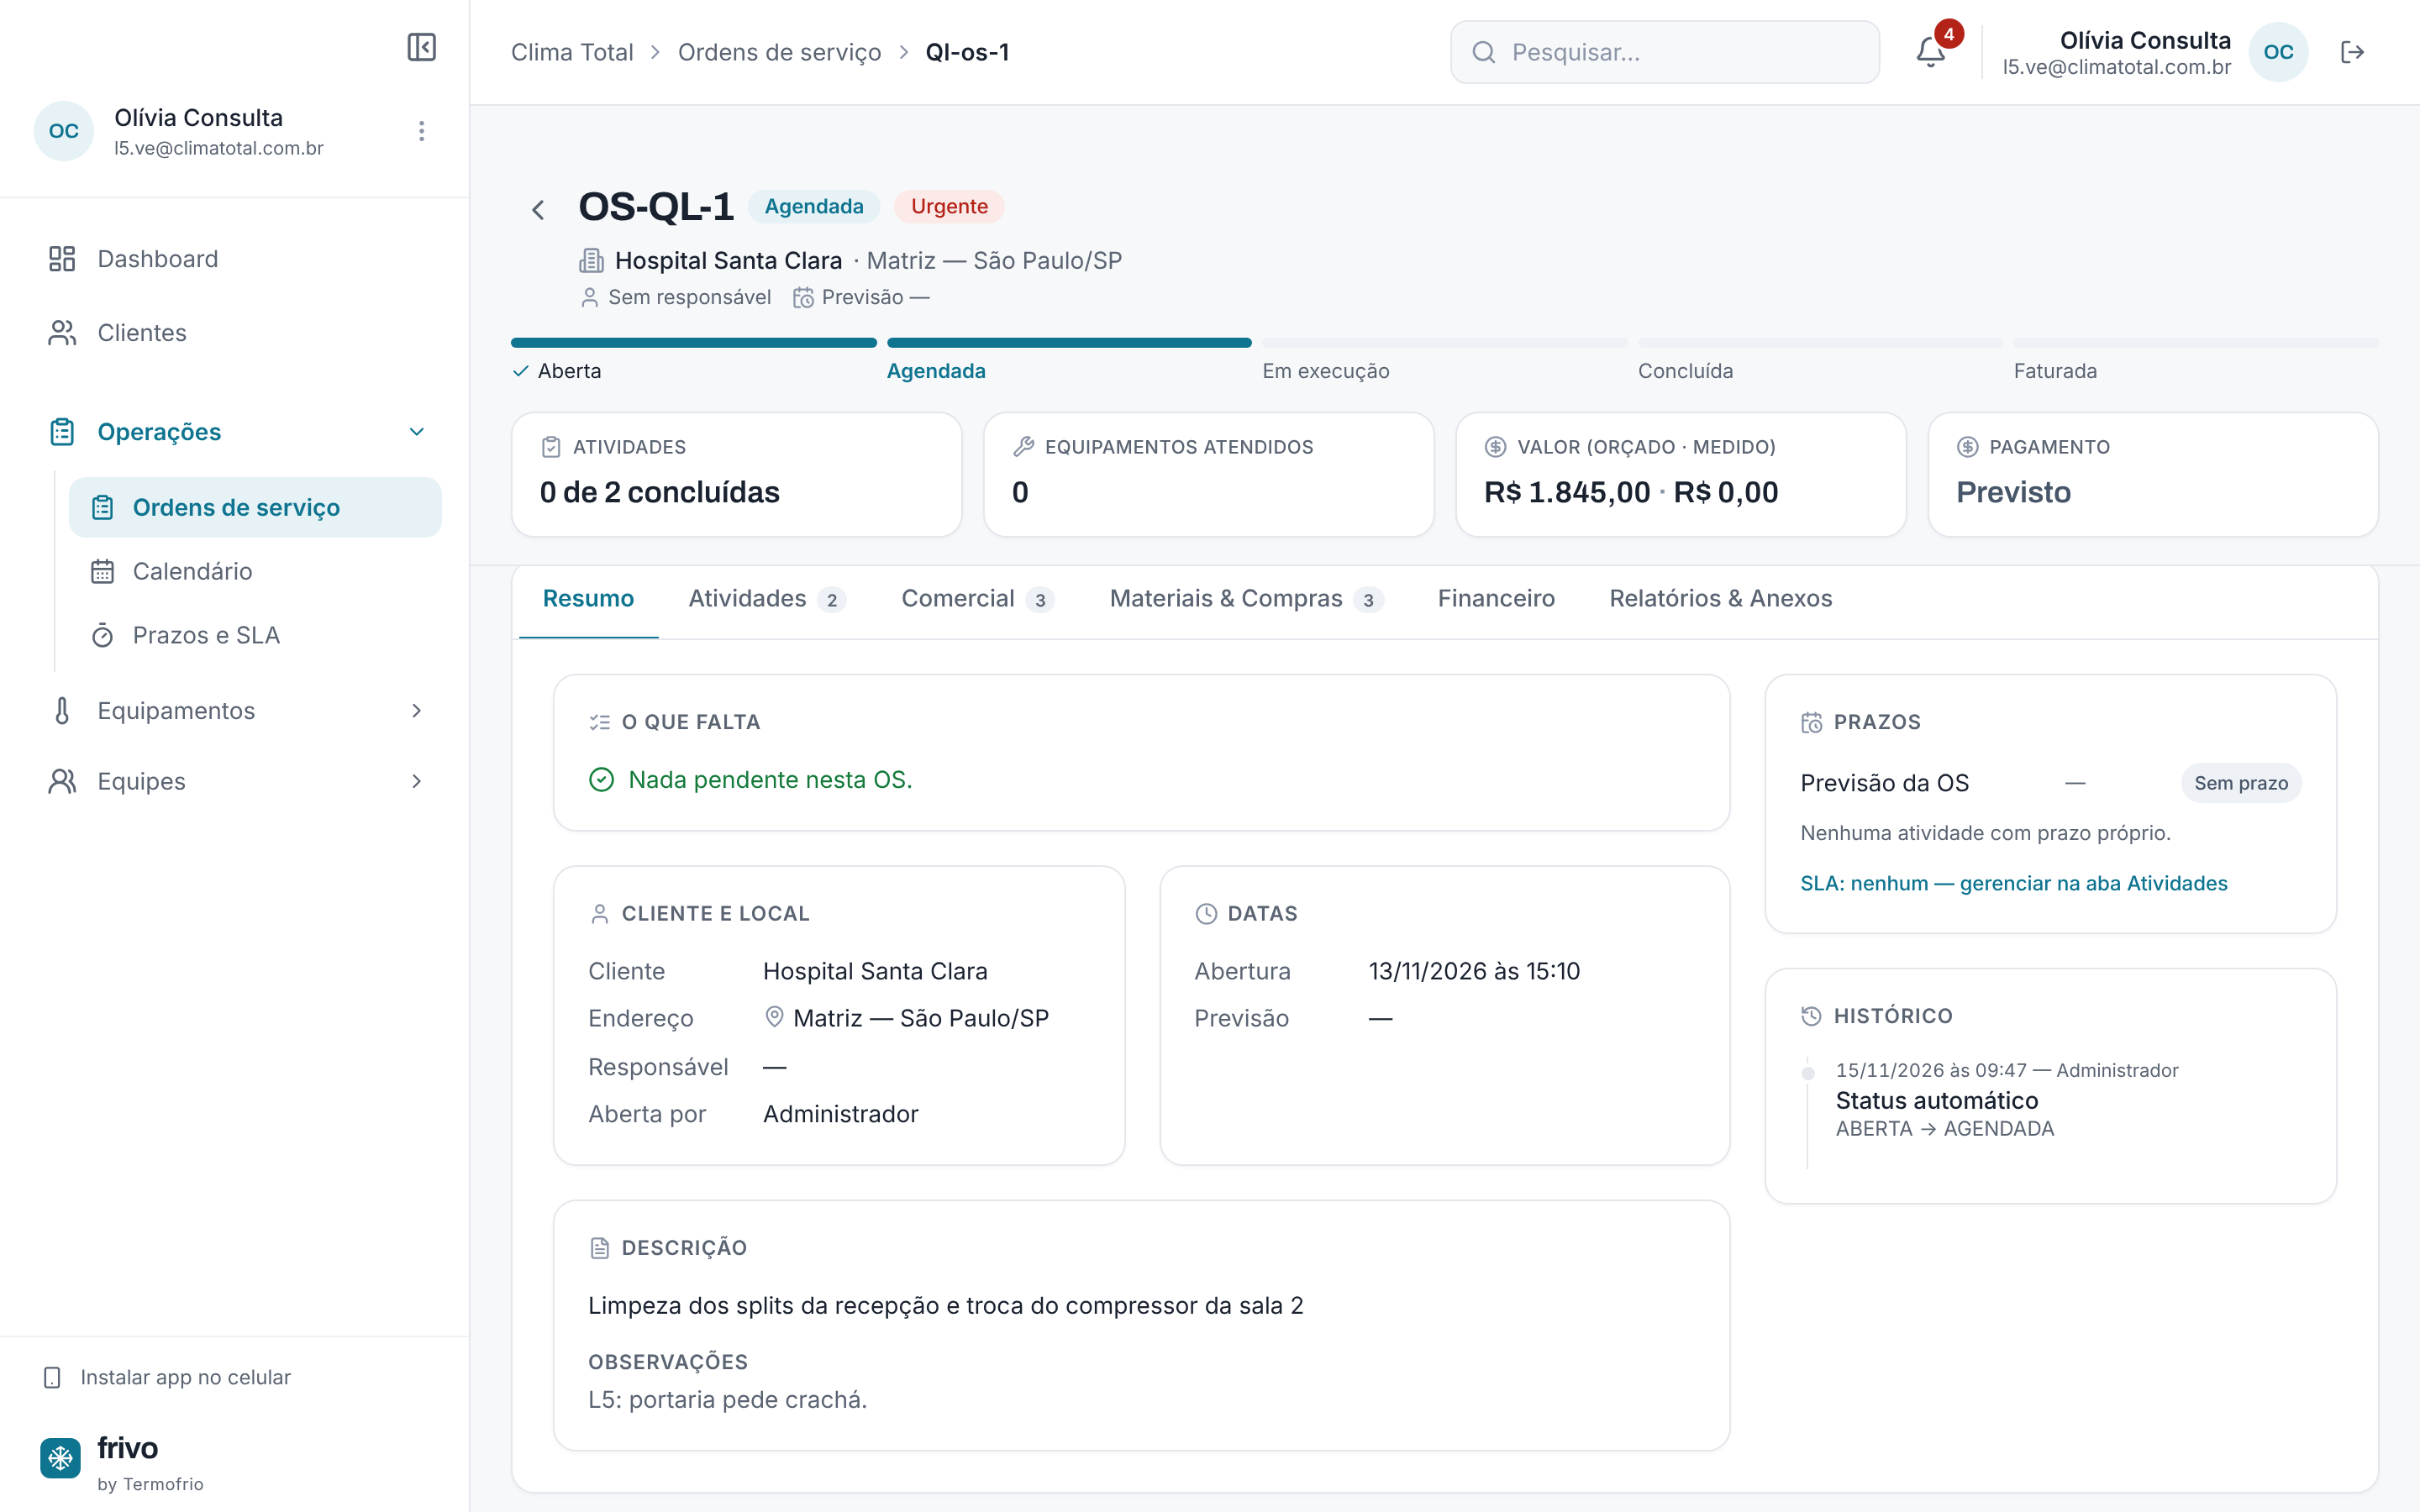 OC
Olívia Consulta
l5.ve@climatotal.com.br
Dashboard
Clientes
Operações
Ordens de serviço
Calendário
Prazos e SLA
Equipamentos
Equipes
Instalar app no celular
frivo
by Termofrio
Clima Total > Ordens de serviço > Ql-os-1
Pesquisar...
4
Olívia Consulta
l5.ve@climatotal.com.br
OC
OS-QL-1 Agendada Urgente
Hospital Santa Clara · Matriz — São Paulo/SP
Sem responsável Previsão —
Aberta Agendada Em execução Concluída Faturada
ATIVIDADES
0 de 2 concluídas
EQUIPAMENTOS ATENDIDOS
0
VALOR (ORÇADO · MEDIDO)
R$ 1.845,00 · R$ 0,00
PAGAMENTO
Previsto
Resumo Atividades 2 Comercial 3 Materiais & Compras 3 Financeiro Relatórios & Anexos
O QUE FALTA
Nada pendente nesta OS.
CLIENTE E LOCAL
Cliente Hospital Santa Clara
Endereço Matriz — São Paulo/SP
Responsável —
Aberta por Administrador
DATAS
Abertura 13/11/2026 às 15:10
Previsão —
DESCRIÇÃO
Limpeza dos splits da recepção e troca do compressor da sala 2
OBSERVAÇÕES
L5: portaria pede crachá.
PRAZOS
Previsão da OS — Sem prazo
Nenhuma atividade com prazo próprio.
SLA: nenhum — gerenciar na aba Atividades
HISTÓRICO
15/11/2026 às 09:47 — Administrador
Status automático
ABERTA → AGENDADA